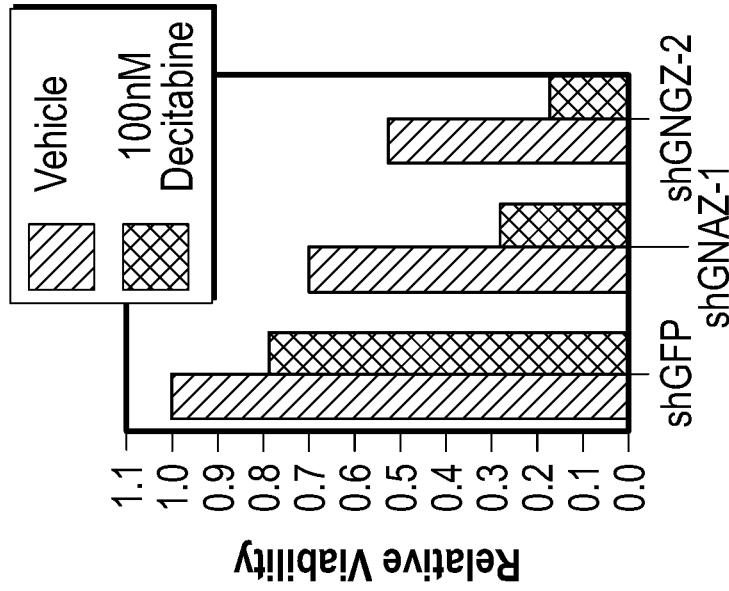 Vehicle
100nM
Decitabine
Relative Viability
1.1
1.0
0.9
0.8
0.7
0.6
0.5
0.4
0.3
0.2
0.1
0.0
shGFP
shGNAZ-1
shGNGZ-2